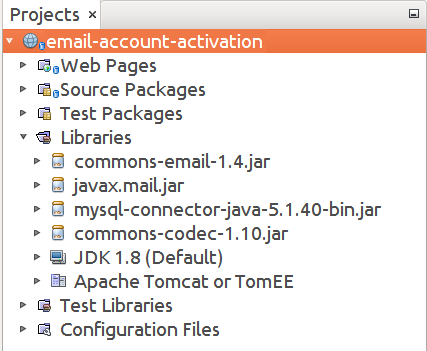 Projects
email-account-activation
Web Pages
Source Packages
Test Packages
Libraries
commons-email-1.4.jar
javax.mail.jar
mysql-connector-java-5.1.40-bin.jar
commons-codec-1.10.jar
JDK 1.8 (Default)
Apache Tomcat or TomEE
Test Libraries
Configuration Files